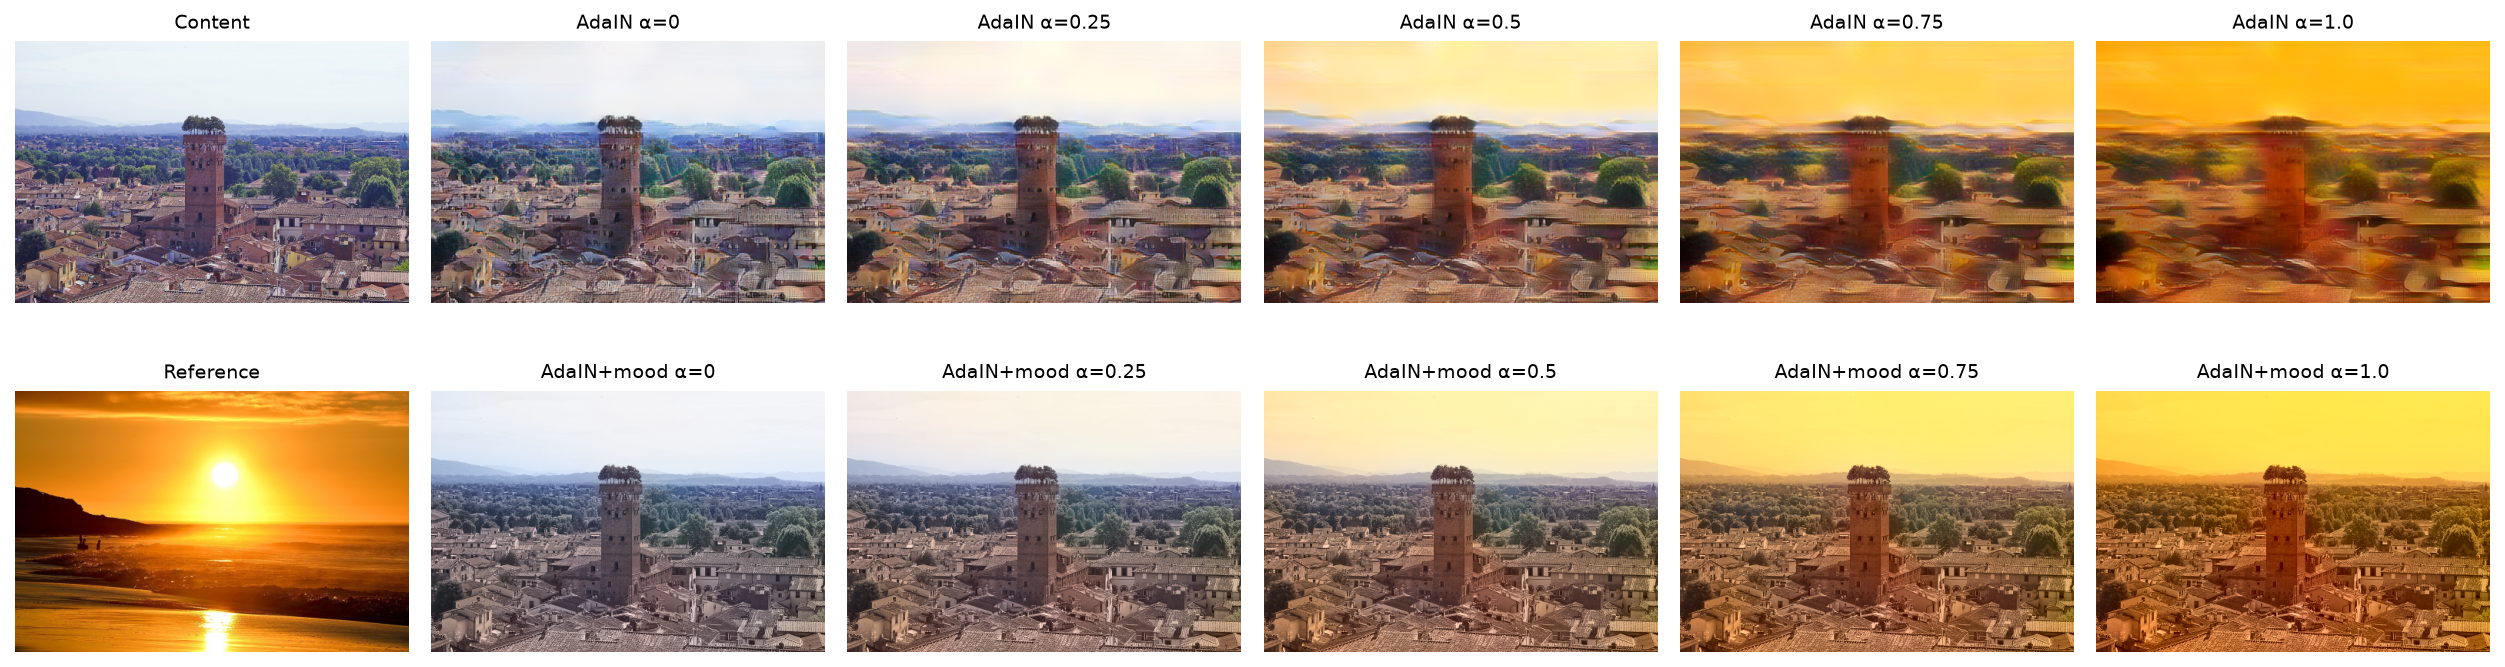 Content
AdaIN α=0
AdaIN α=0.25
AdaIN α=0.5
AdaIN α=0.75
AdaIN α=1.0
Reference
AdaIN+mood α=0
AdaIN+mood α=0.25
AdaIN+mood α=0.5
AdaIN+mood α=0.75
AdaIN+mood α=1.0